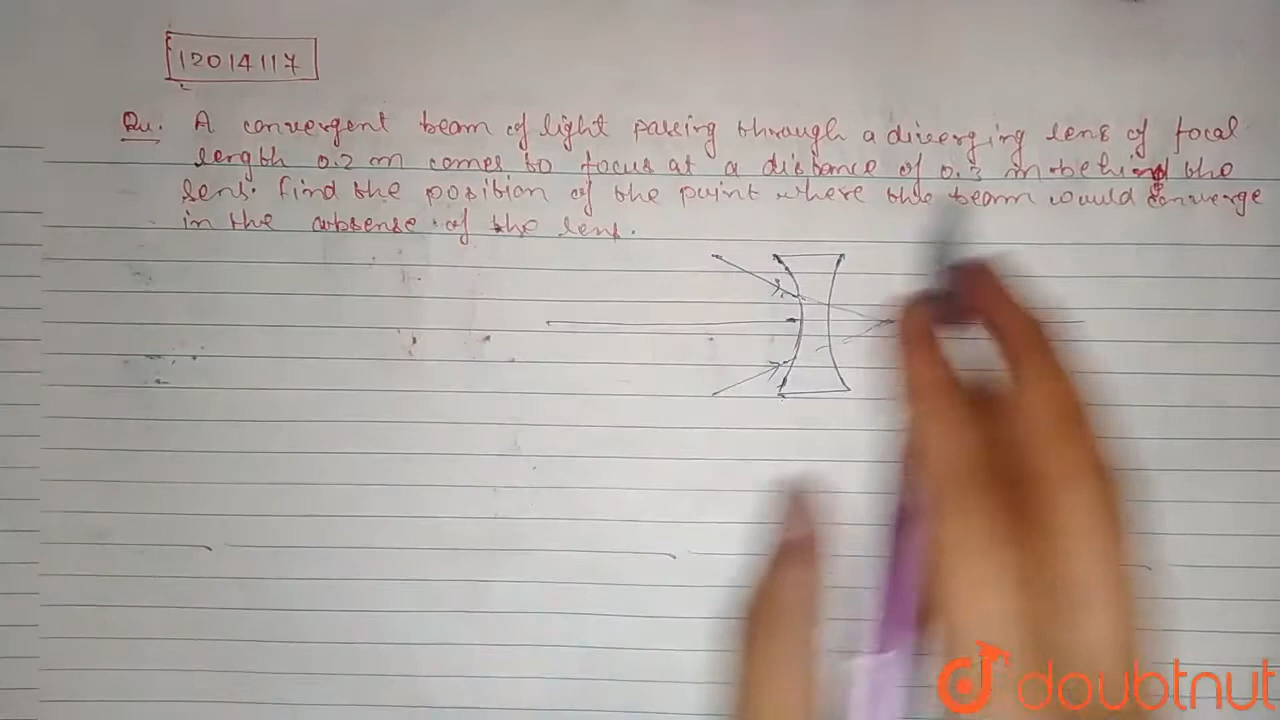 12014117
Qu. A convergent beam of light passing through a diverging lens of focal
length 0.2 m comes to focus at a distance of 0.3 m behind the
lens. find the position of the point where the beam would converge
in the absense of the lens.
doubtnut